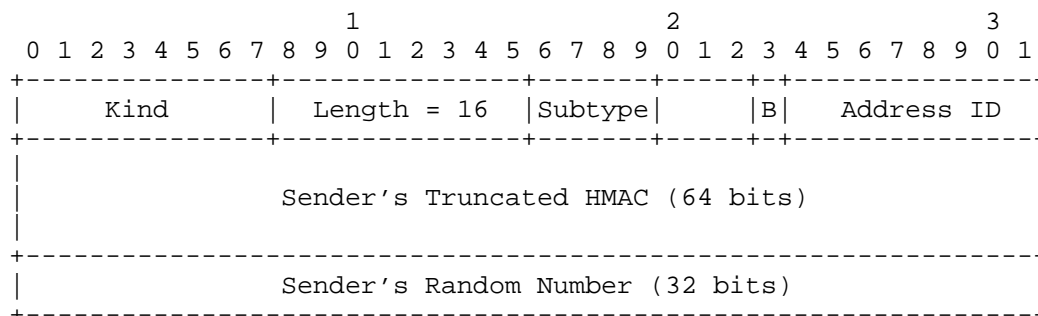 1                   2                   3
 0 1 2 3 4 5 6 7 8 9 0 1 2 3 4 5 6 7 8 9 0 1 2 3 4 5 6 7 8 9 0 1
+---------------+---------------+-------+-----+-+---------------
|     Kind      |  Length = 16  |Subtype|     |B|   Address ID
+---------------+---------------+-------+-----+-+---------------
|
|                Sender’s Truncated HMAC (64 bits)
|
+---------------------------------------------------------------
|                Sender’s Random Number (32 bits)
+---------------------------------------------------------------